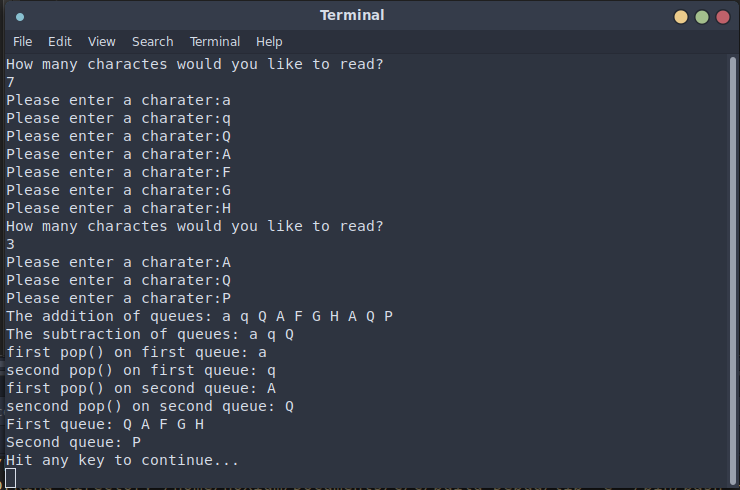 Terminal
File Edit View Search Terminal Help
How many charactes would you like to read?
7
Please enter a charater:a
Please enter a charater:q
Please enter a charater:Q
Please enter a charater:A
Please enter a charater:F
Please enter a charater:G
Please enter a charater:H
How many charactes would you like to read?
3
Please enter a charater:A
Please enter a charater:Q
Please enter a charater:P
The addition of queues: a q Q A F G H A Q P
The subtraction of queues: a q Q
first pop() on first queue: a
second pop() on first queue: q
first pop() on second queue: A
sencond pop() on second queue: Q
First queue: Q A F G H
Second queue: P
Hit any key to continue...